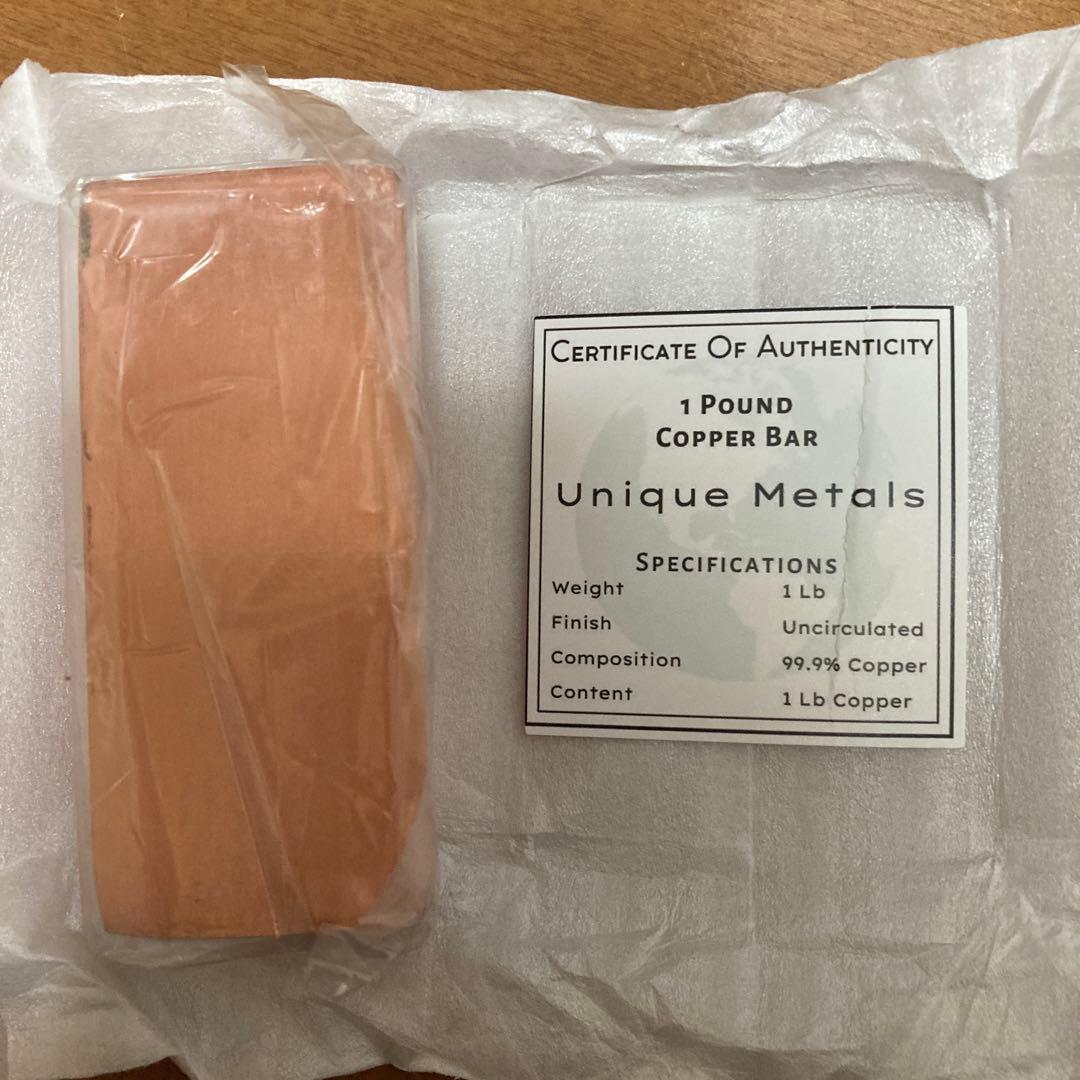 Certificate Of Authenticity
1 Pound
Copper Bar
Unique Metals
Specifications
Weight 1 Lb
Finish Uncirculated
Composition 99.9% Copper
Content 1 Lb Copper